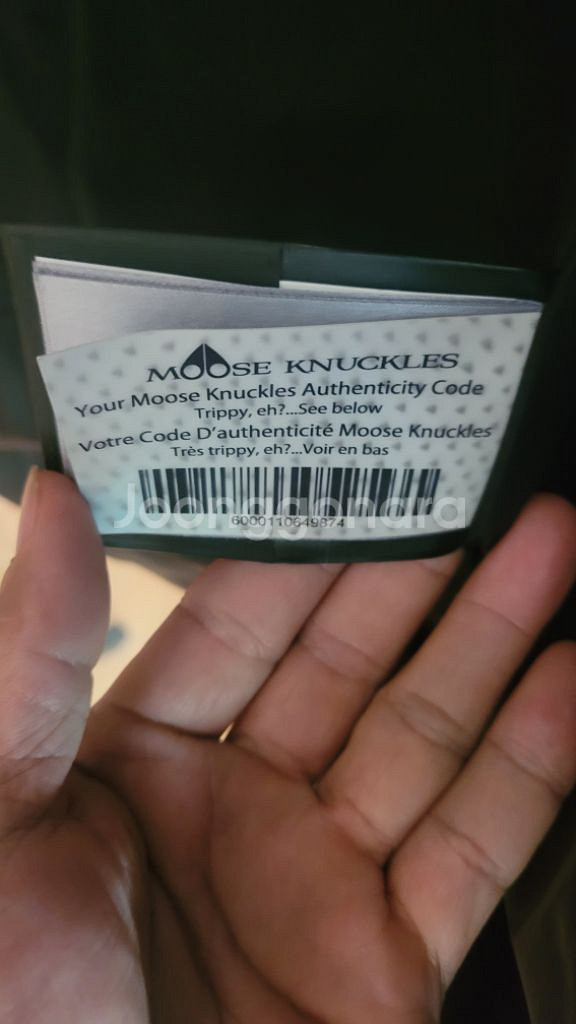 MOOSE KNUCKLES
Your Moose Knuckles Authenticity Code
Trippy, eh?...See below
Votre Code D'authenticité Moose Knuckles
Très trippy, eh?...Voir en bas
Joonggonara
6000110649874